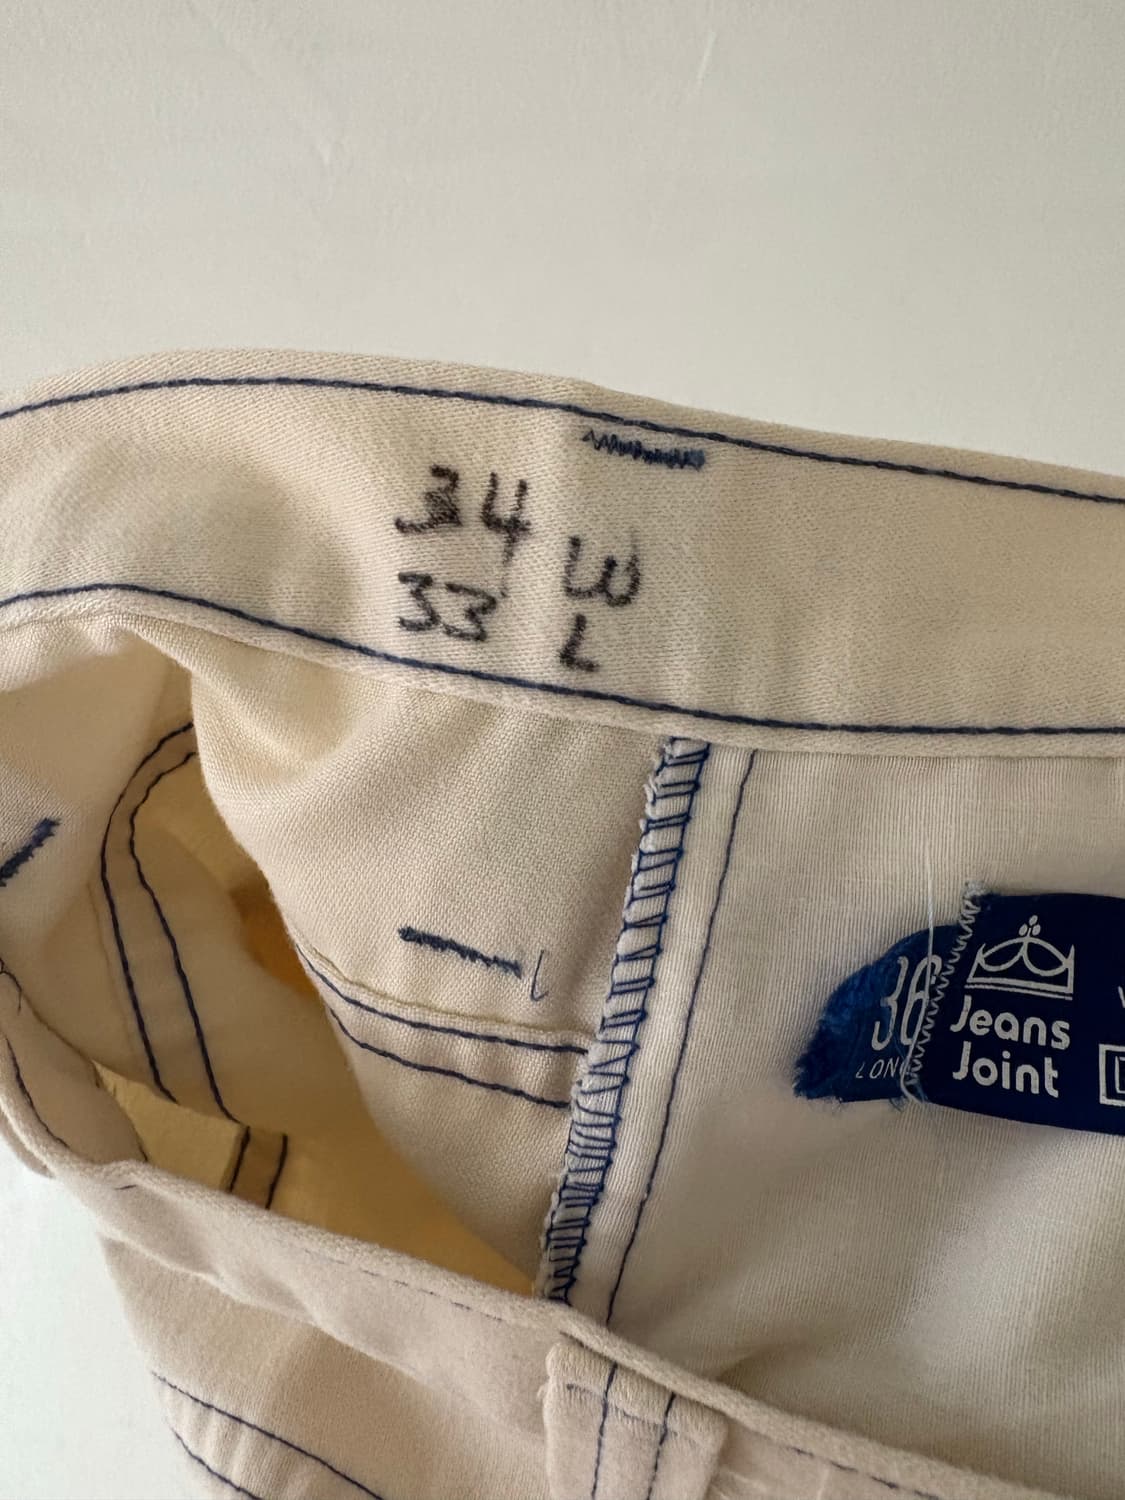 34 W
33 L
36
LONG
Jeans
Joint